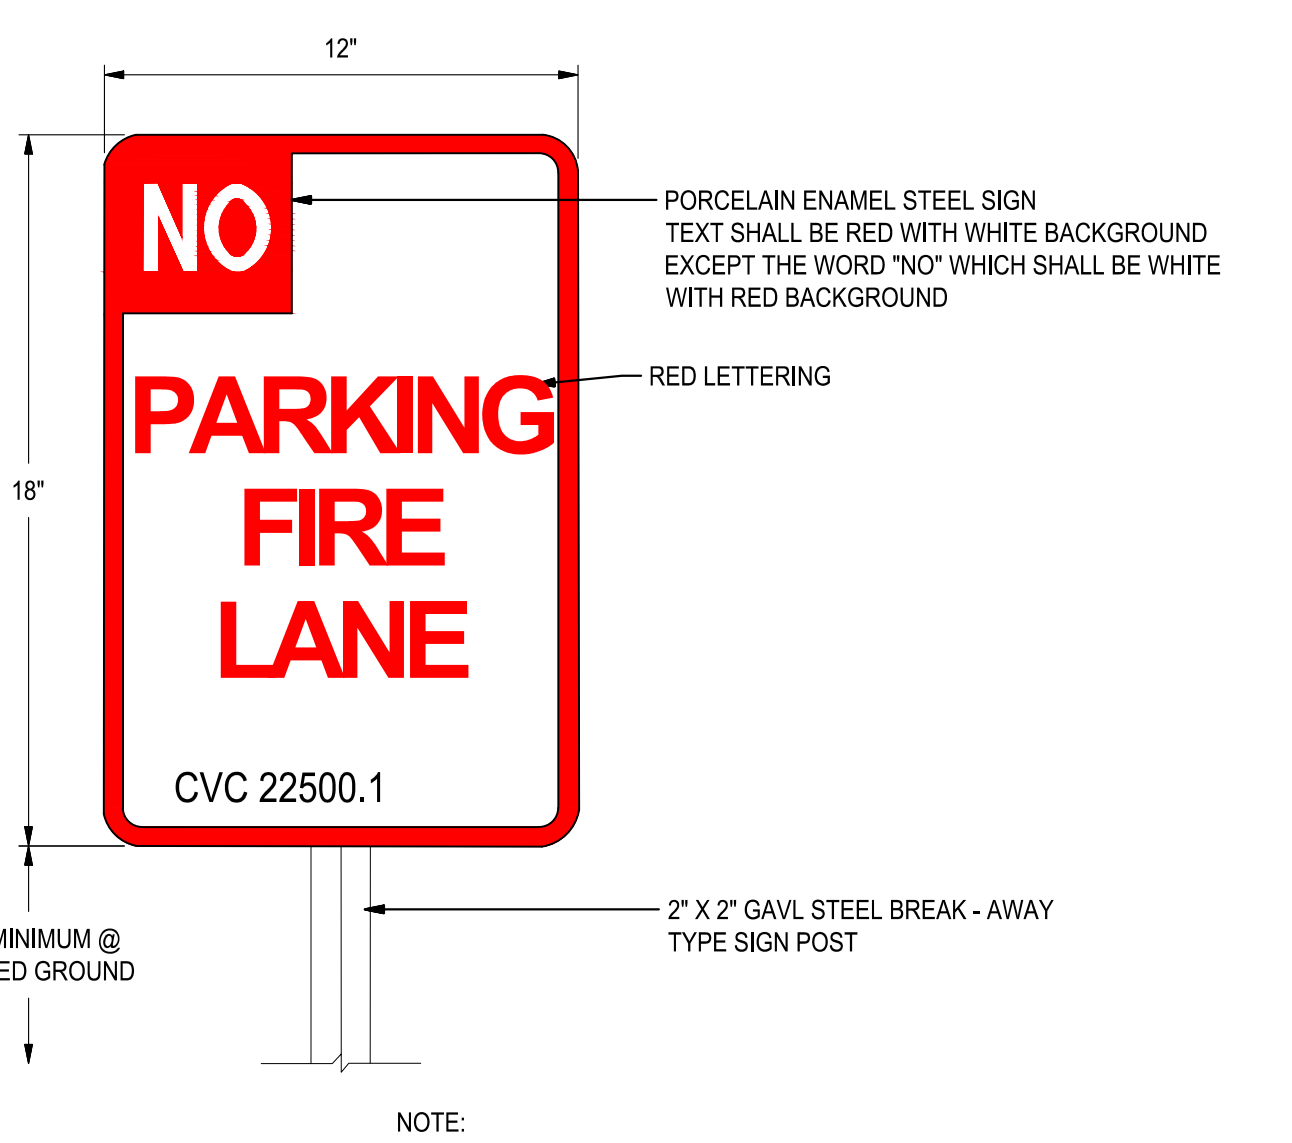 12"
NO
PORCELAIN ENAMEL STEEL SIGN
TEXT SHALL BE RED WITH WHITE BACKGROUND
EXCEPT THE WORD "NO" WHICH SHALL BE WHITE
WITH RED BACKGROUND
PARKING
RED LETTERING
18"
FIRE
LANE
CVC 22500.1
2" X 2" GAVL STEEL BREAK - AWAY
TYPE SIGN POST
MINIMUM @
GROUND
NOTE: